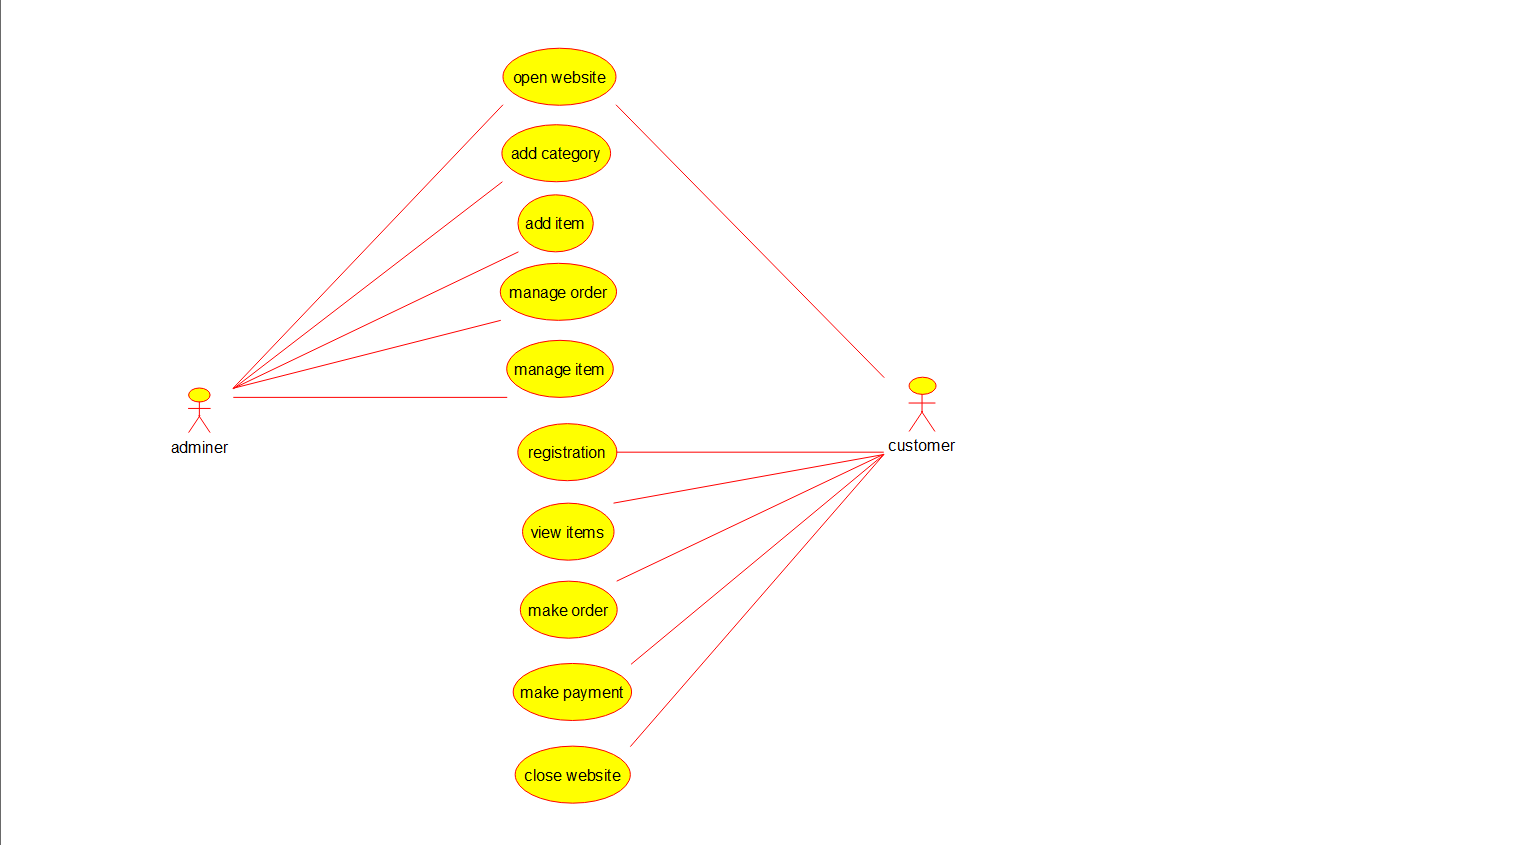 open website
add category
add item
manage order
manage item
adminer
customer
registration
view items
make order
make payment
close website